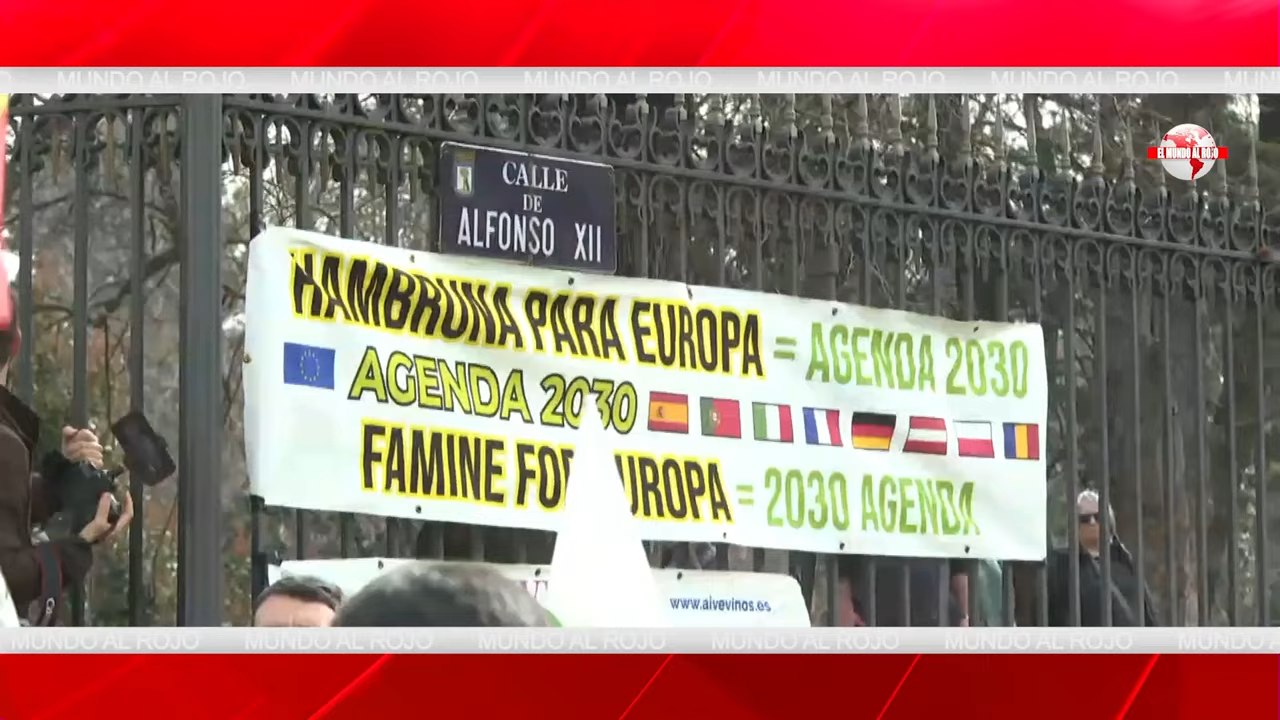 MUNDO AL ROJO MUNDO AL ROJO MUNDO AL ROJO MUNDO AL ROJO MUNDO AL ROJO
EL MUNDO AL ROJO
CALLE
DE
ALFONSO XII
HAMBRUNA PARA EUROPA = AGENDA 2030
AGENDA 2030
FAMINE FOR EUROPA = 2030 AGENDA
www.alvevinos.es
MUNDO AL ROJO MUNDO AL ROJO MUNDO AL ROJO MUNDO AL ROJO MUNDO AL ROJO